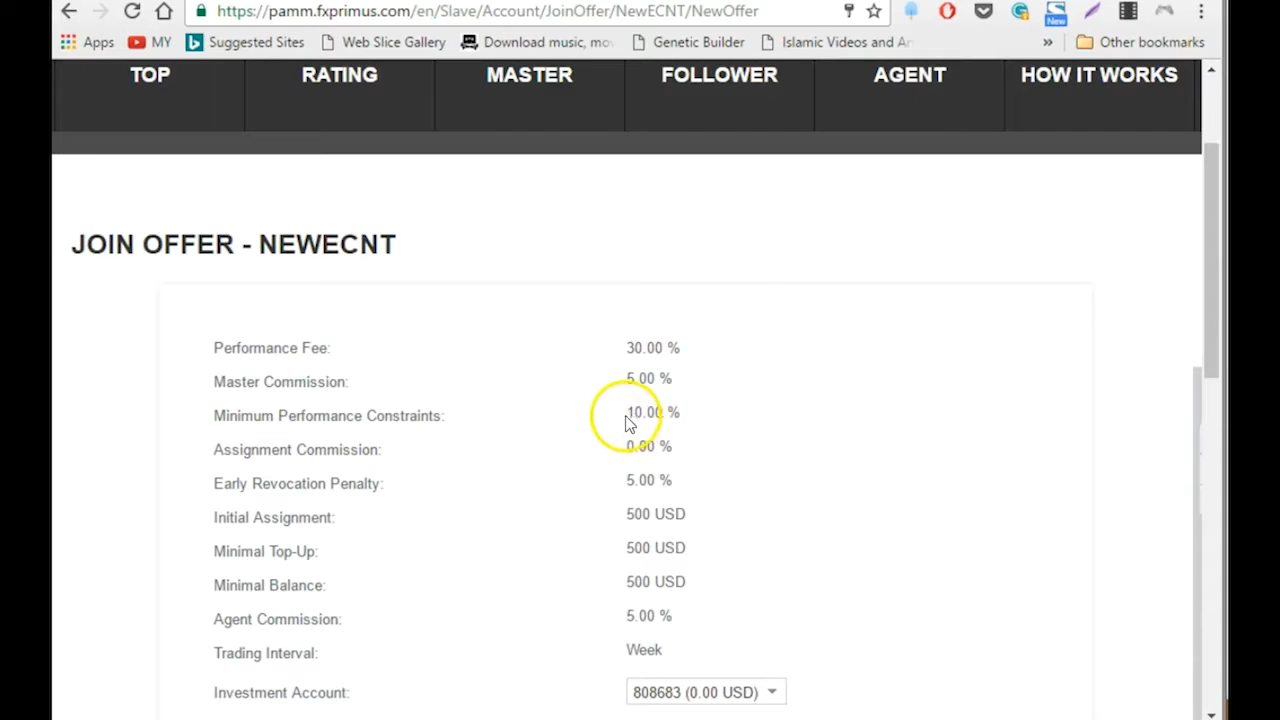 https://pamm.fxprimus.com/en/Slave/Account/JoinOffer/NewECNT/NewOffer
New
Apps MY Suggested Sites Web Slice Gallery Download music, mo Genetic Builder Islamic Videos and Ar » Other bookmarks
TOP RATING MASTER FOLLOWER AGENT HOW IT WORKS
JOIN OFFER - NEWECNT
Performance Fee: 30.00 %
Master Commission: 5.00 %
Minimum Performance Constraints: 10.00 %
Assignment Commission: 0.00 %
Early Revocation Penalty: 5.00 %
Initial Assignment: 500 USD
Minimal Top-Up: 500 USD
Minimal Balance: 500 USD
Agent Commission: 5.00 %
Trading Interval: Week
Investment Account: 808683 (0.00 USD)